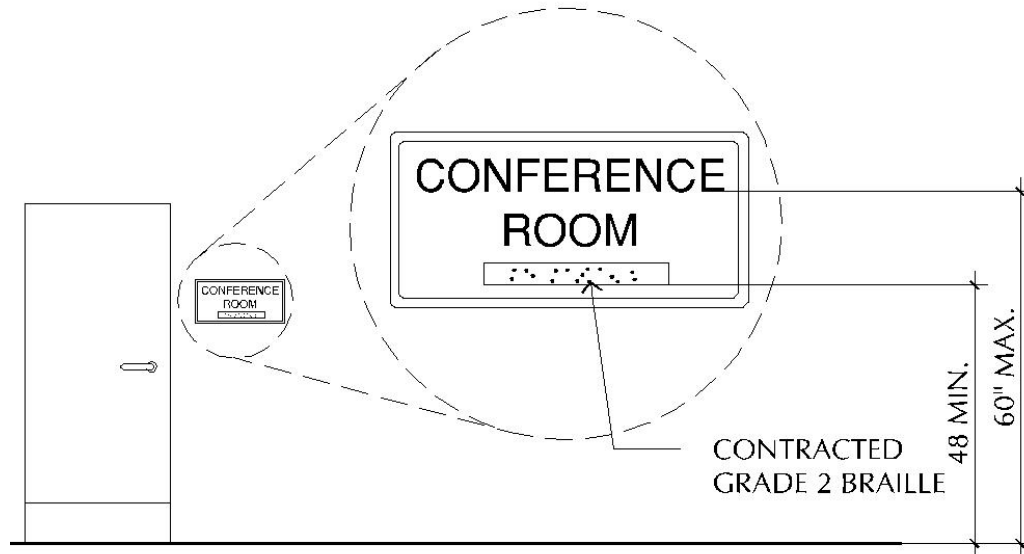 CONFERENCE
ROOM
CONFERENCE
ROOM
48 MIN.
60" MAX.
CONTRACTED
GRADE 2 BRAILLE